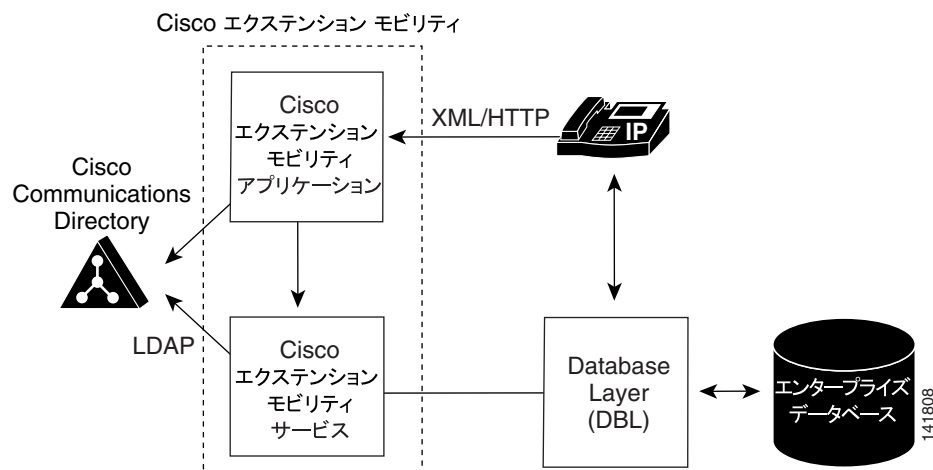 Cisco エクステンション モビリティ
Cisco
エクステンション
モビリティ
アプリケーション
XML/HTTP
IP
Cisco
Communications
Directory
LDAP
Cisco
エクステンション
モビリティ
サービス
Database
Layer
(DBL)
エンタープライズ
データベース
141808